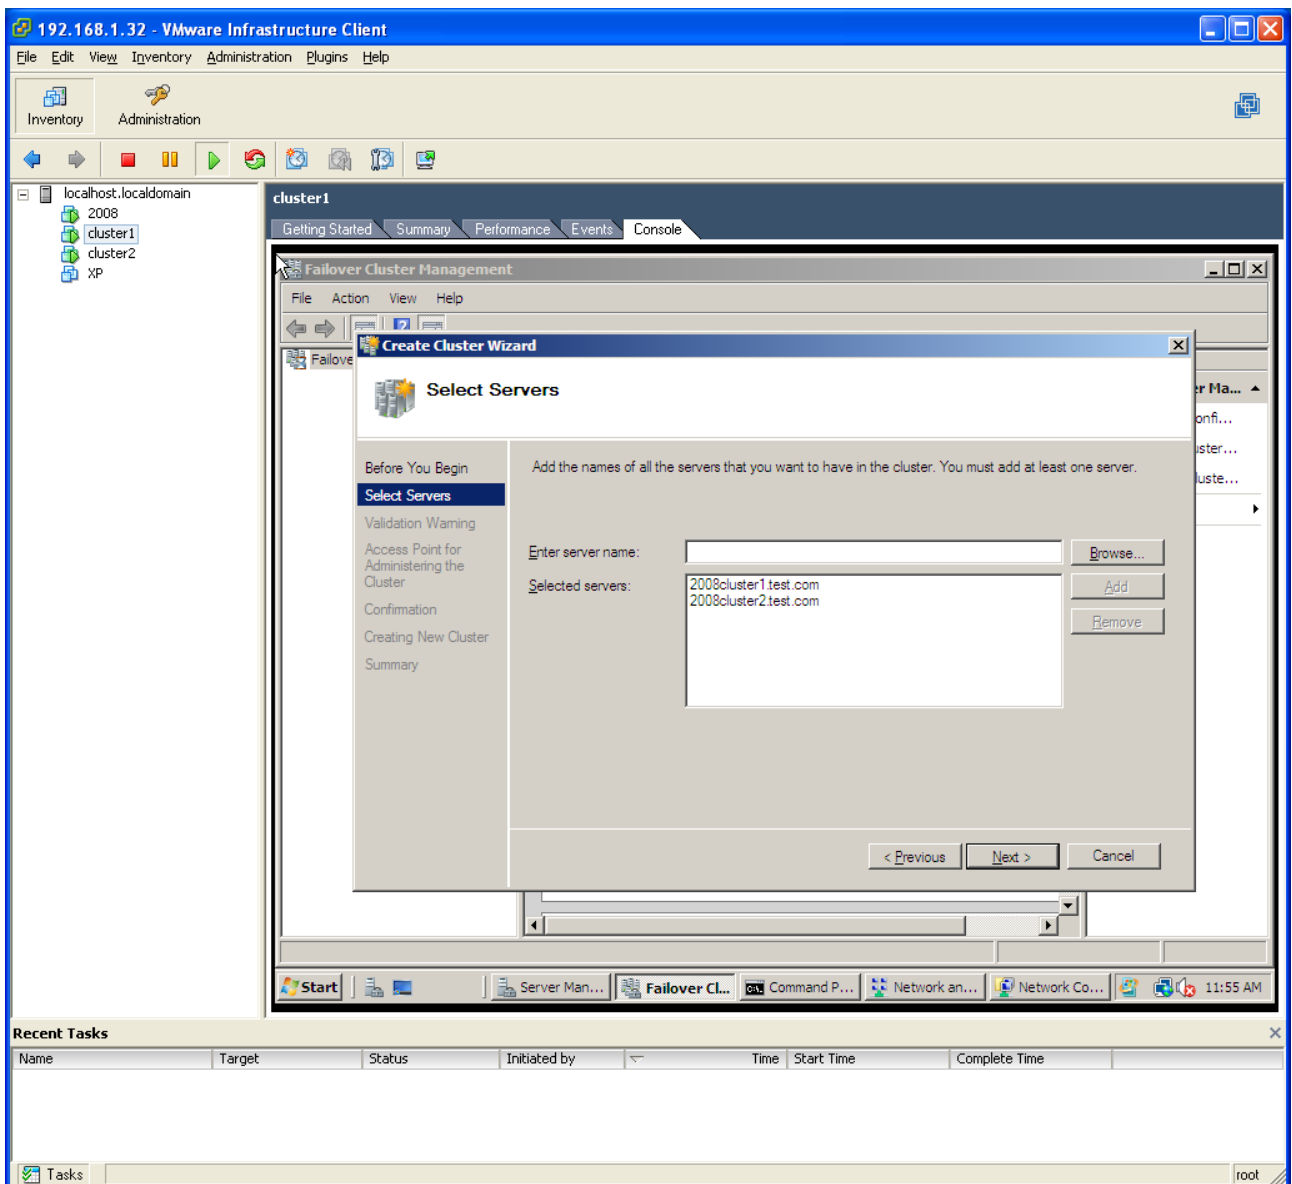 192.168.1.32 - VMware Infrastructure Client
File Edit View Inventory Administration Plugins Help
Inventory Administration
localhost.localdomain
2008
cluster1
cluster2
XP
cluster1
Getting Started Summary Performance Events Console
Failover Cluster Management
File Action View Help
Failove
Create Cluster Wizard
Select Servers
r Ma...
onfi...
ster...
luste...
Before You Begin
Select Servers
Validation Warning
Access Point for
Administering the
Cluster
Confirmation
Creating New Cluster
Summary
Add the names of all the servers that you want to have in the cluster. You must add at least one server.
Enter server name:
Browse...
Selected servers:
2008cluster1.test.com
2008cluster2.test.com
Add
Remove
< Previous Next > Cancel
Start Server Man... Failover Cl... Command P... Network an... Network Co... 11:55 AM
Recent Tasks
Name Target Status Initiated by Time Start Time Complete Time
Tasks root